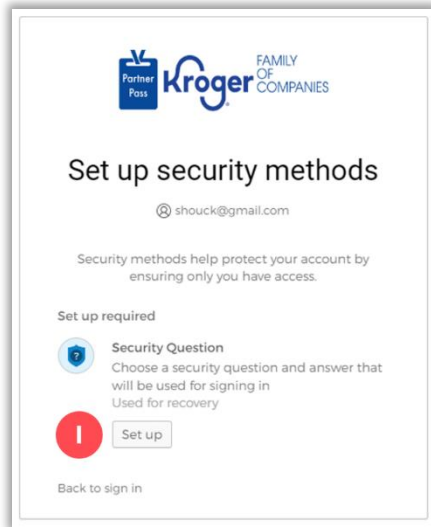 Partner
Pass
Kroger
FAMILY
OF
COMPANIES
Set up security methods
shouck@gmail.com
Security methods help protect your account by
ensuring only you have access.
Set up required
?
Security Question
Choose a security question and answer that
will be used for signing in
Used for recovery
I
Set up
Back to sign in